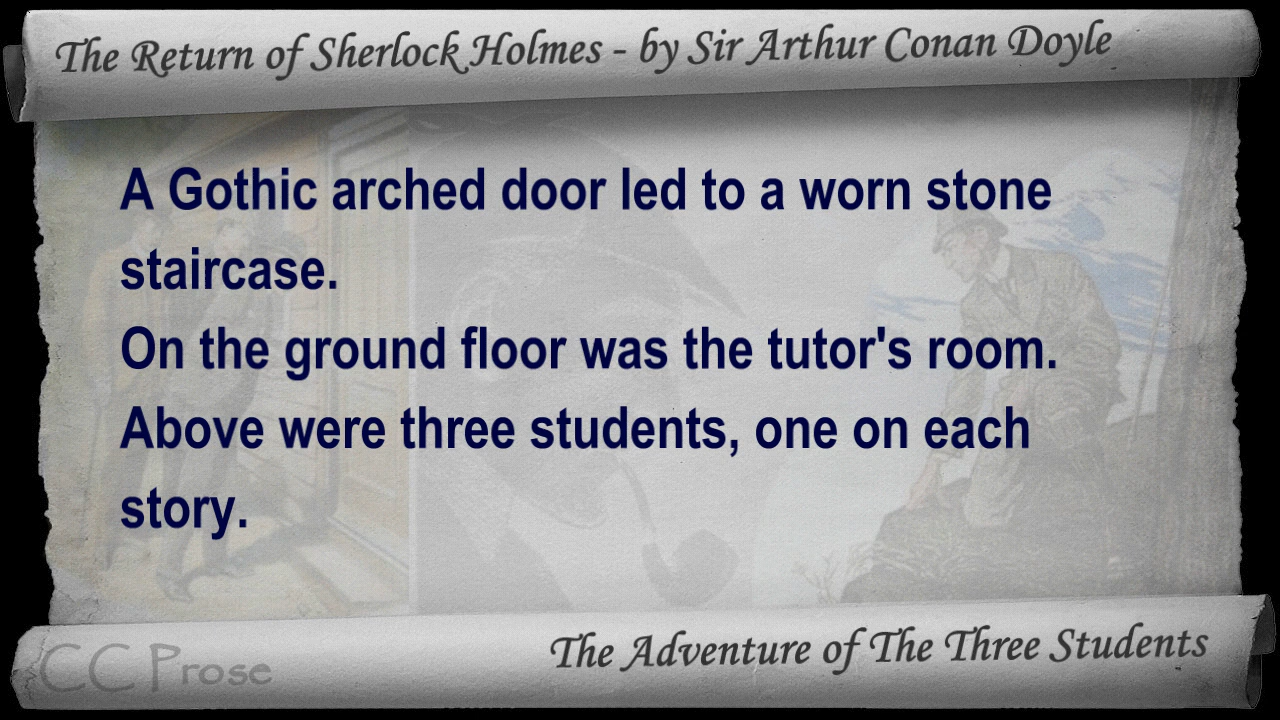 The Return of Sherlock Holmes - by Sir Arthur Conan Doyle
A Gothic arched door led to a worn stone
staircase.
On the ground floor was the tutor's room.
Above were three students, one on each
story.
CC Prose
The Adventure of The Three Students